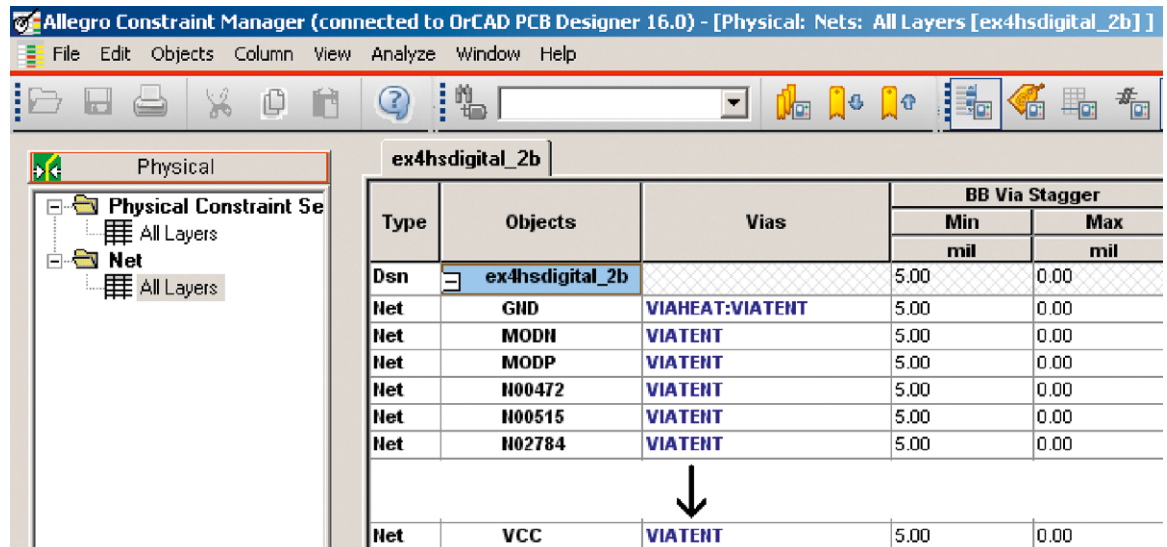 Allegro Constraint Manager (connected to OrCAD PCB Designer 16.0) - [Physical: Nets: All Layers [ex4hsdigital_2b] ]
File Edit Objects Column View Analyze Window Help
Physical
Physical Constraint Se
All Layers
Net
All Layers
ex4hsdigital_2b
Type Objects Vias BB Via Stagger
Min Max
mil mil
Dsn ex4hsdigital_2b 5.00 0.00
Net GND VIAHEAT:VIATENT 5.00 0.00
Net MODN VIATENT 5.00 0.00
Net MODP VIATENT 5.00 0.00
Net N00472 VIATENT 5.00 0.00
Net N00515 VIATENT 5.00 0.00
Net N02784 VIATENT 5.00 0.00
Net VCC VIATENT 5.00 0.00